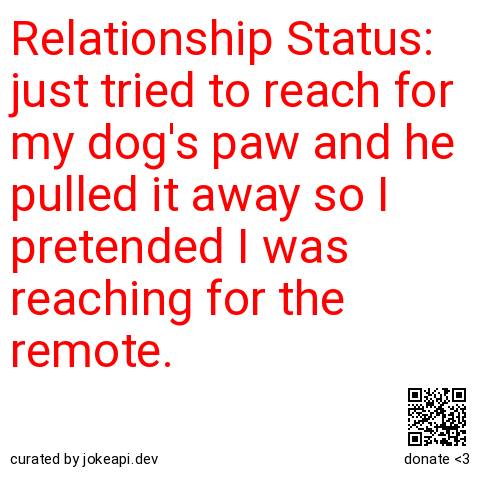 Relationship Status:
just tried to reach for
my dog's paw and he
pulled it away so I
pretended I was
reaching for the
remote.
curated by jokeapi.dev
donate <3